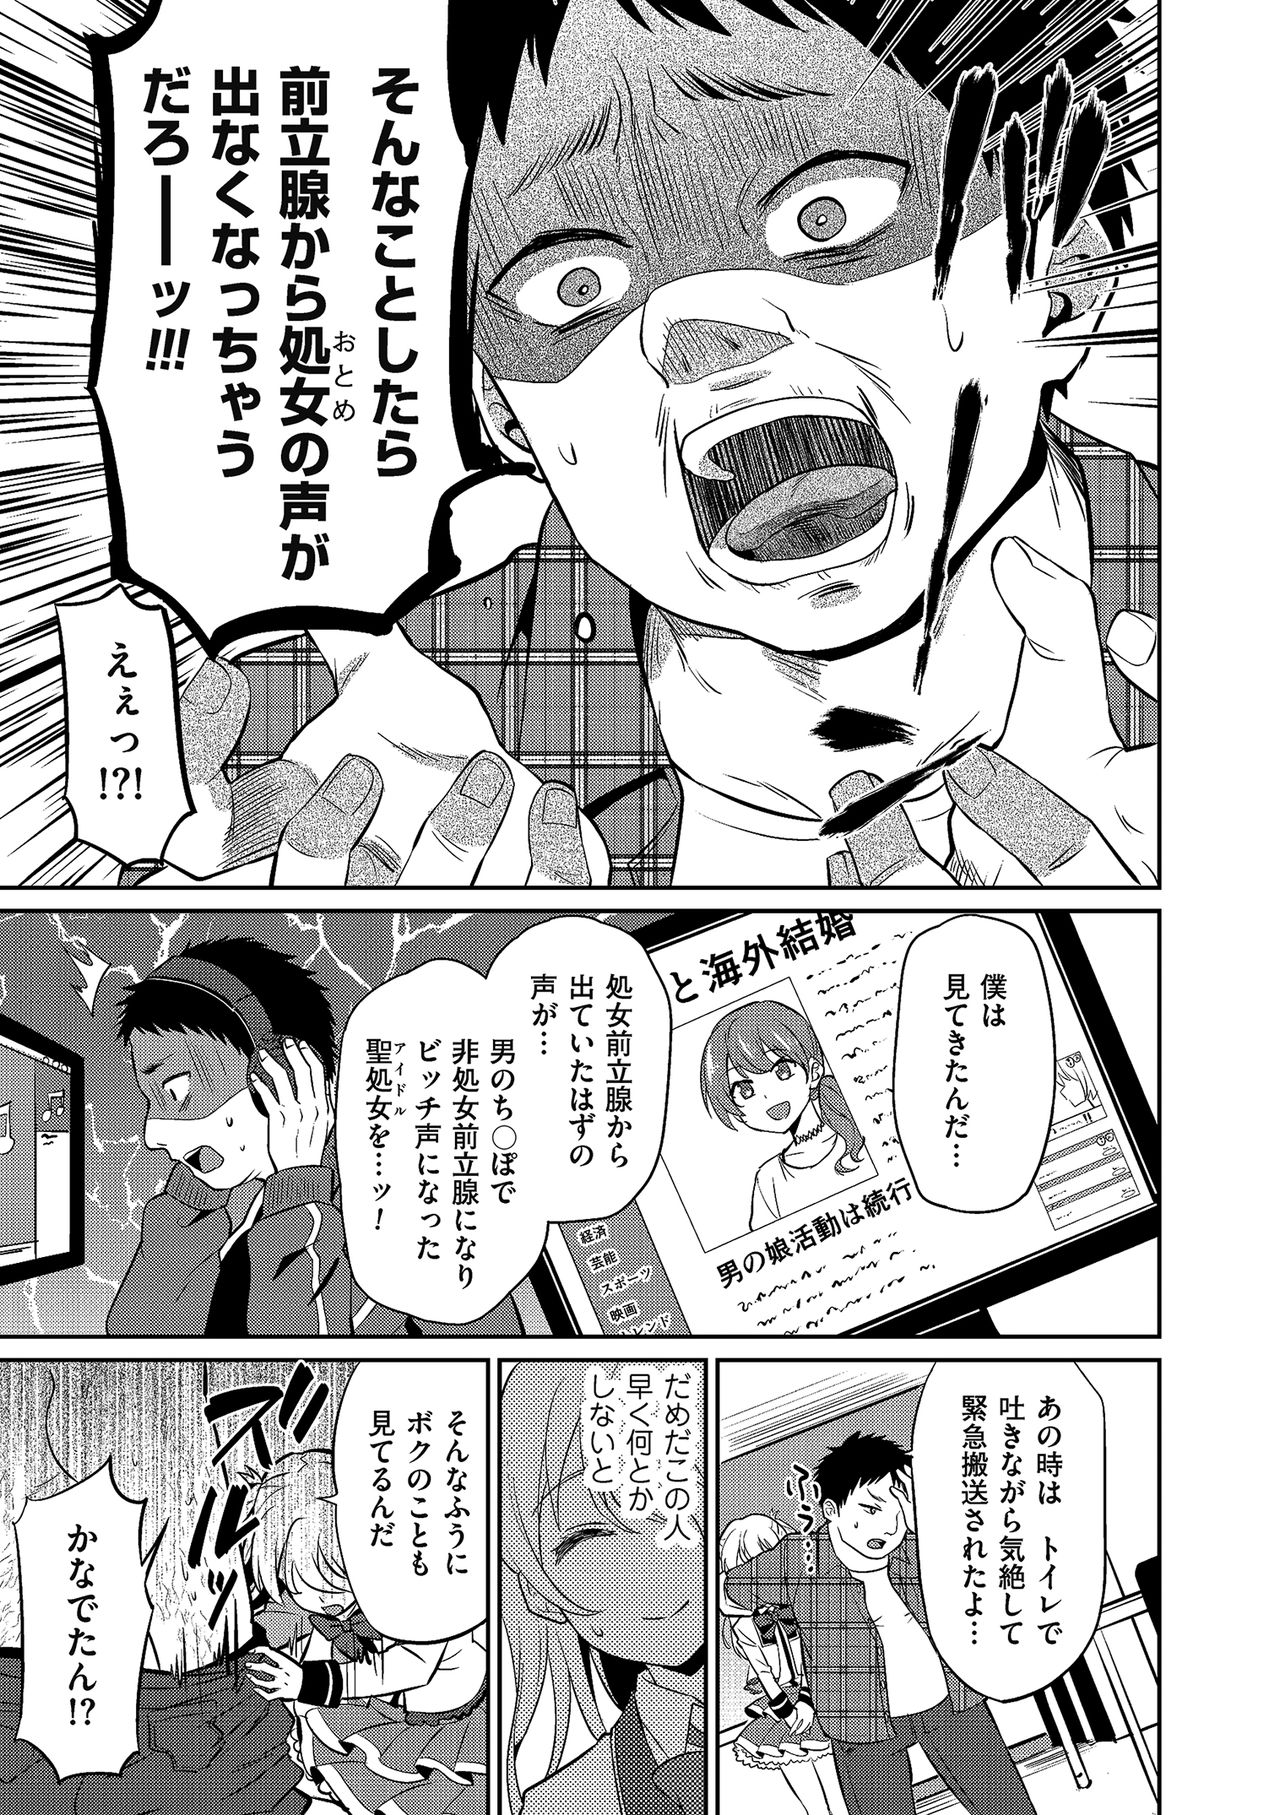 そんなことしたら
前立腺から処女の声が
おとめ
出なくなっちゃう
だろーーッ!!!
えぇっ
!?!
僕は
見てきたんだ…
と海外結婚
男の娘活動は続行
経済
芸能
スポーツ
映画
トレンド
処女前立腺から
出ていたはずの
声が…
男のち○ぽで
非処女前立腺になり
ビッチ声になった
聖処女を…ッ!
アイドル
あの時は トイレで
吐きながら気絶して
緊急搬送されたよ…
ふぅ…
だめだこの人
早く何とか
しないと
そんなふうに
ボクのことも
見てるんだ
ズルッ
かなでたん!?